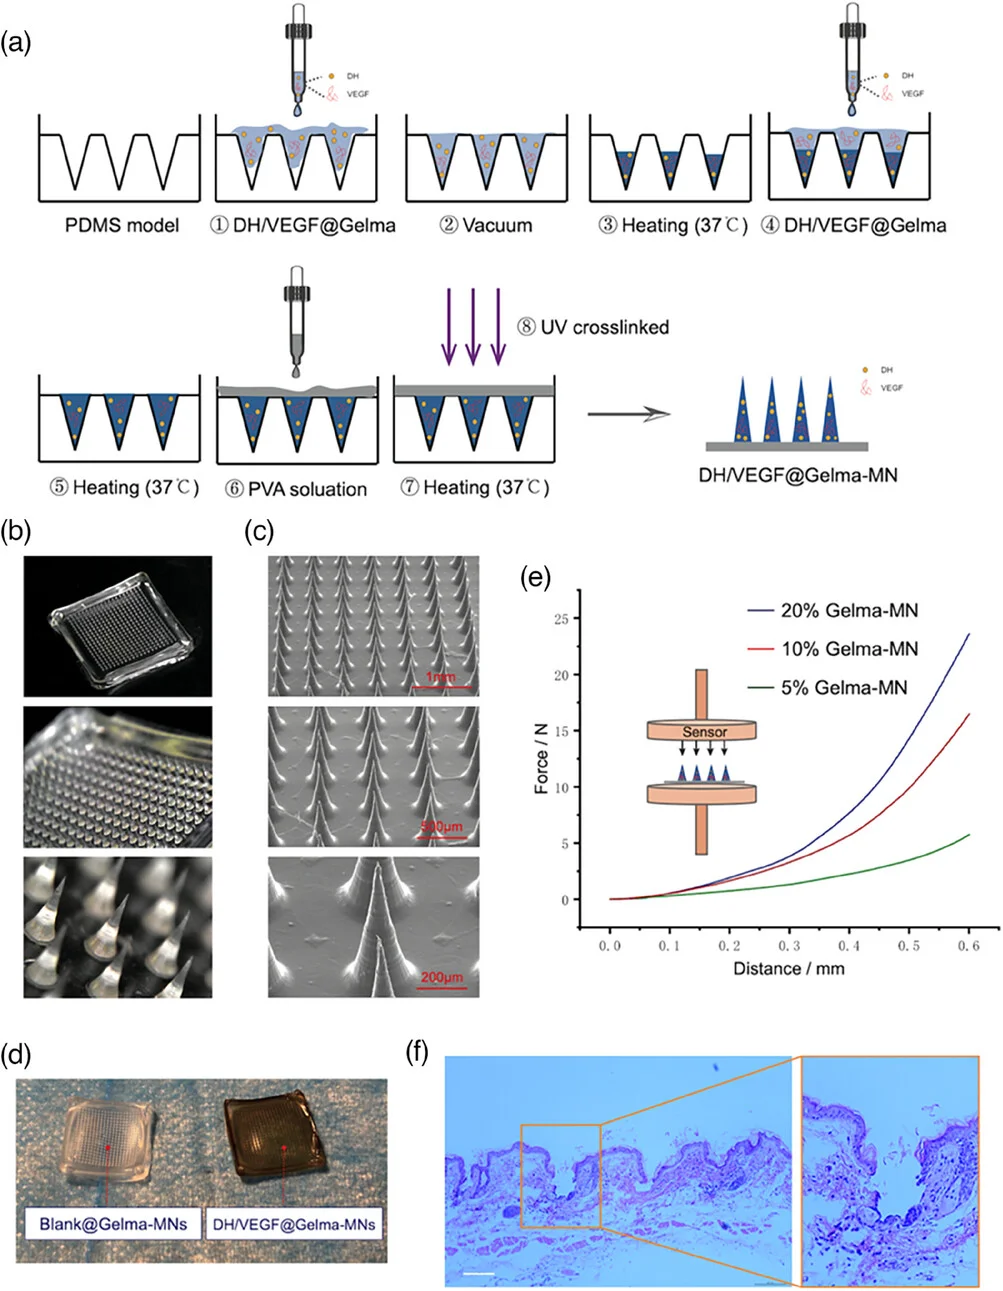 (a)
DH
VEGF
DH
VEGF
PDMS model
① DH/VEGF@Gelma
② Vacuum
③ Heating (37℃)
④ DH/VEGF@Gelma
⑧ UV crosslinked
DH
VEGF
⑤ Heating (37℃)
⑥ PVA soluation
⑦ Heating (37℃)
DH/VEGF@Gelma-MN
(b)
(c)
1mm
500μm
200μm
(e)
20% Gelma-MN
10% Gelma-MN
5% Gelma-MN
Sensor
Force / N
25
20
15
10
5
0
0.0 0.1 0.2 0.3 0.4 0.5 0.6
Distance / mm
(d)
Blank@Gelma-MNs
DH/VEGF@Gelma-MNs
(f)